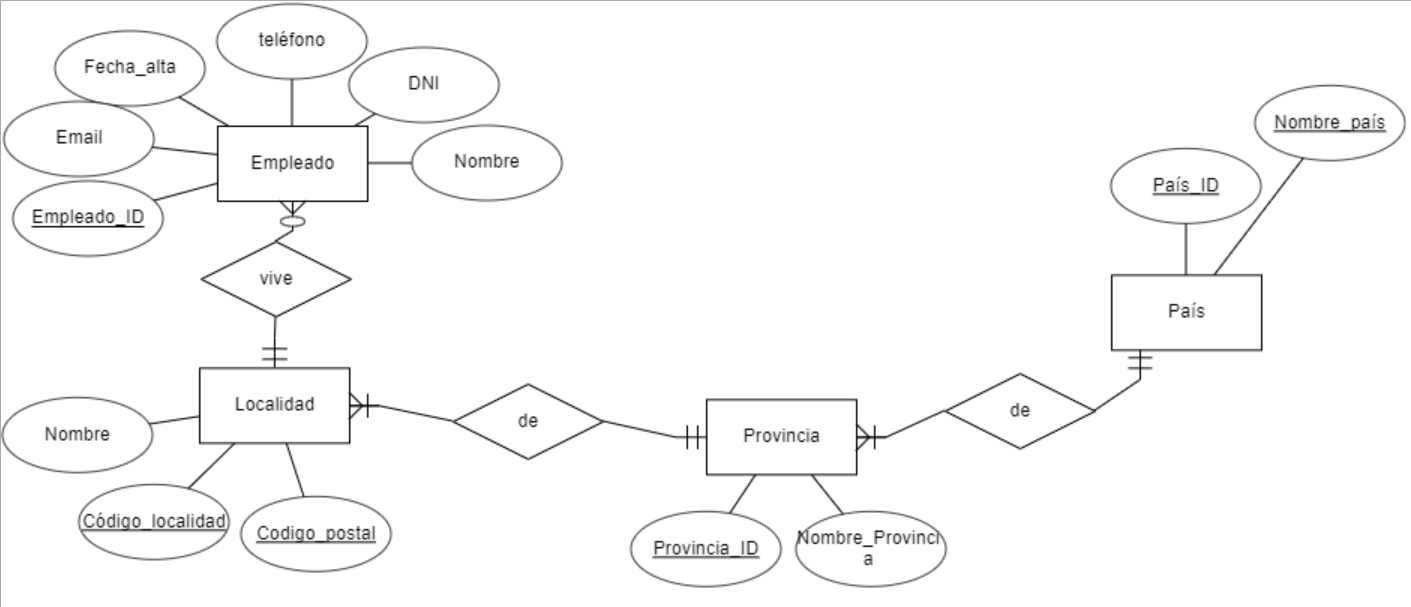 teléfono
Fecha_alta
DNI
Email
Empleado
Nombre
Empleado_ID
vive
Nombre_país
País_ID
País
Localidad
Nombre
de
Provincia
de
Código_localidad
Codigo_postal
Provincia_ID
Nombre_Provinci
a